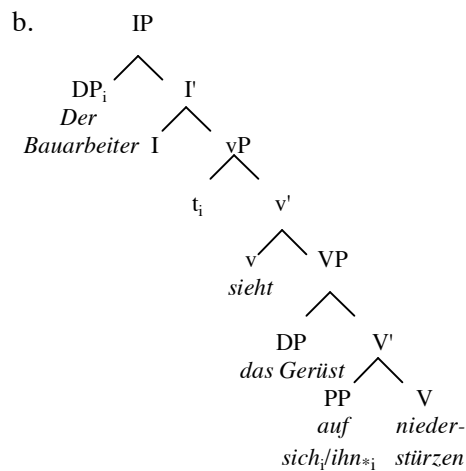 b. IP
DPi I'
Der
Bauarbeiter I vP
ti v'
v VP
sieht
DP V'
das Gerüst
PP V
auf nieder-
sichi/ihn*i stürzen